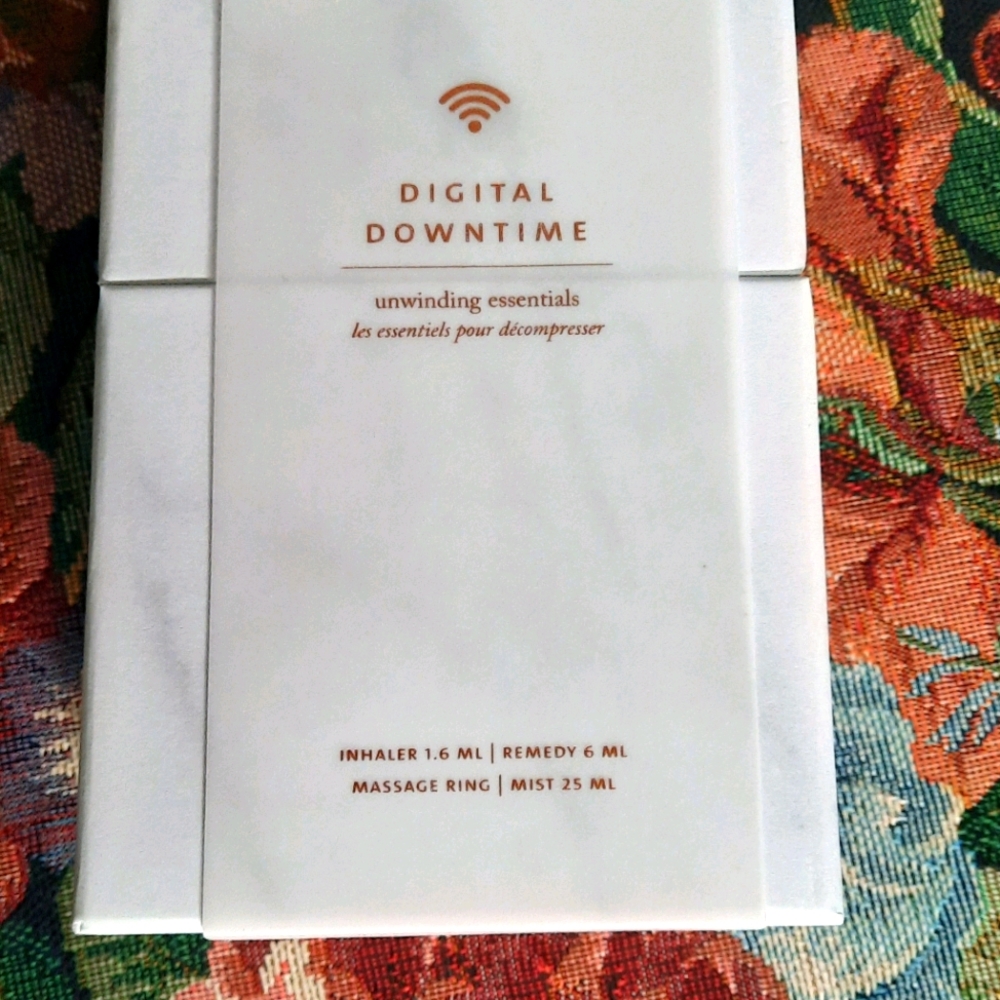 DIGITAL
DOWNTIME
unwinding essentials
les essentiels pour décompresser
INHALER 1.6 ML | REMEDY 6 ML
MASSAGE RING | MIST 25 ML